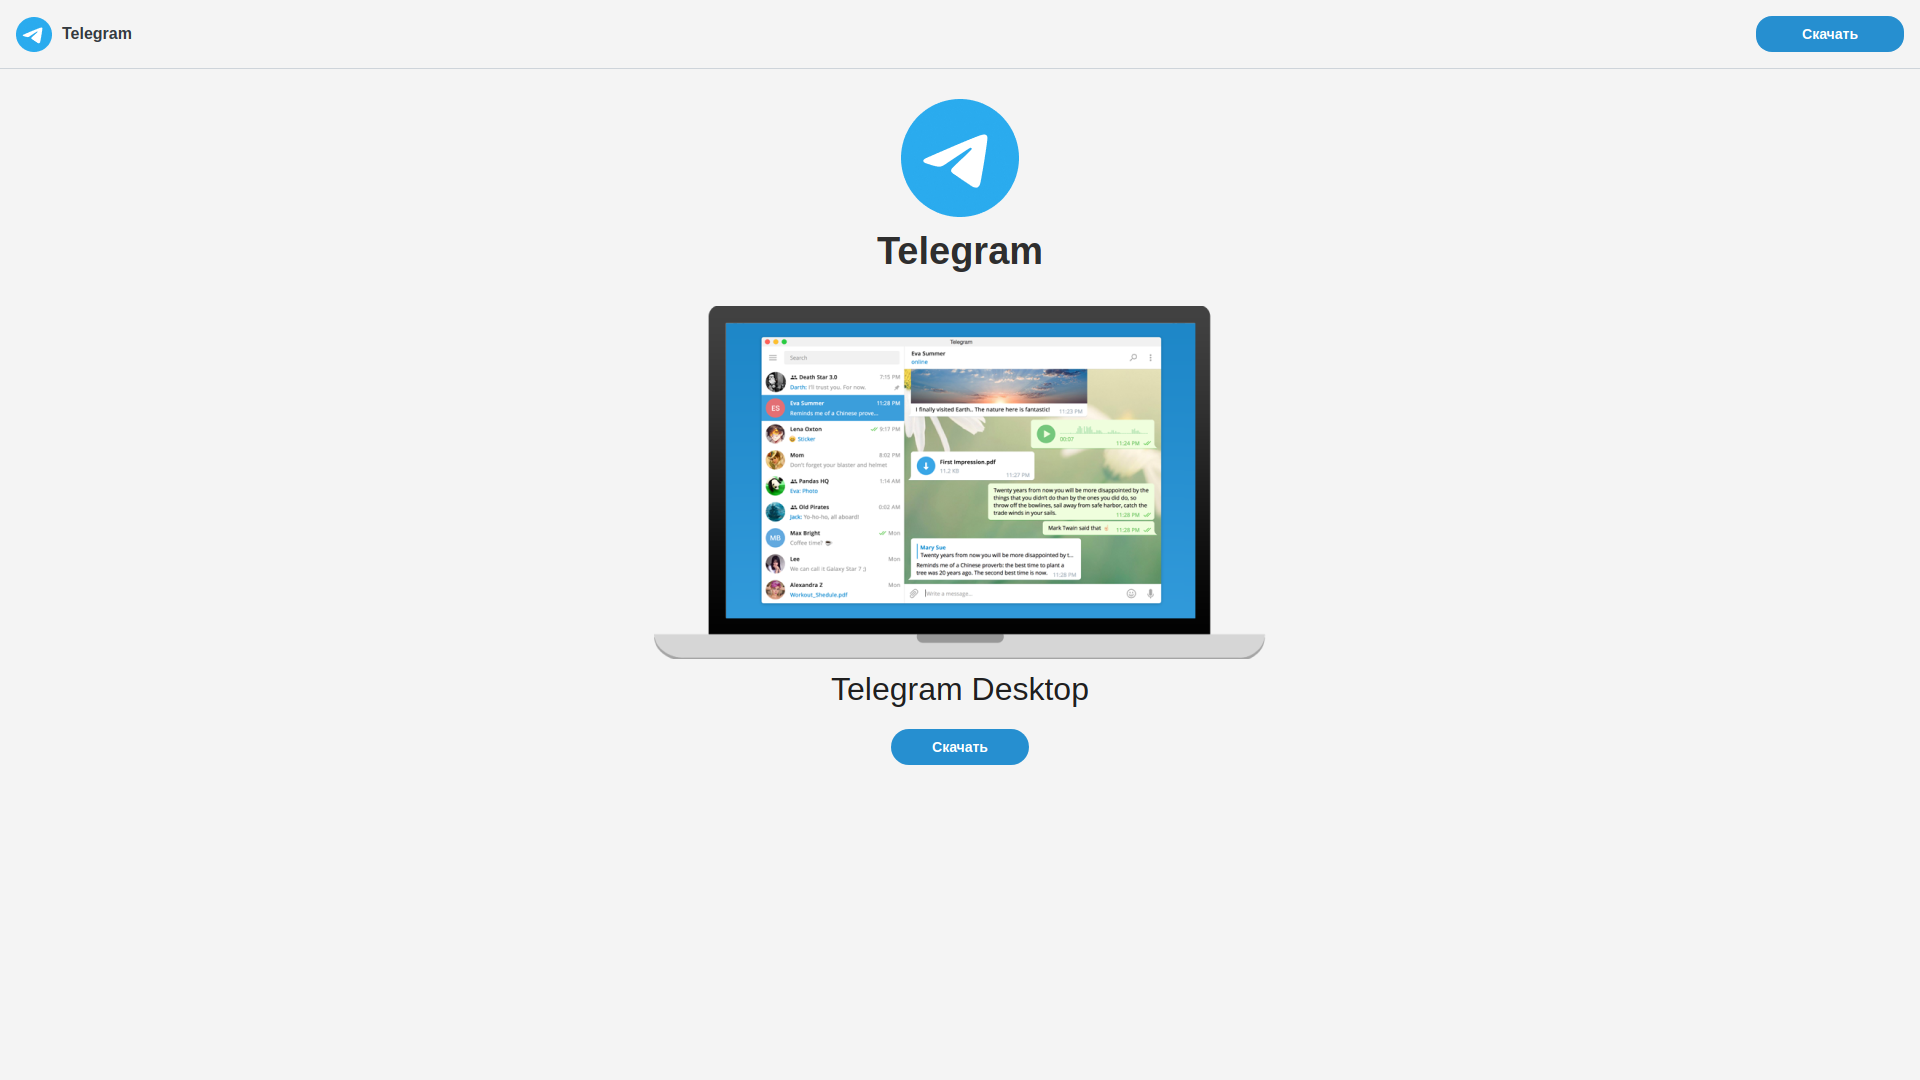 Telegram
Скачать
Telegram
Telegram
Search
Eva Summer
online
Death Star 3.0 7:15 PM
Darth: I'll trust you. For now.
Eva Summer 11:28 PM
Reminds me of a Chinese prove...
Lena Oxton 9:17 PM
Sticker
Mom 8:02 PM
Don't forget your blaster and helmet
Pandas HQ 1:14 AM
Eva: Photo
Old Pirates 0:02 AM
Jack: Yo-ho-ho, all aboard!
Max Bright Mon
Coffee time?
Lee Mon
We can call it Galaxy Star 7 ;)
Alexandra Z Mon
Workout_Shedule.pdf
ES
MB
I finally visited Earth.. The nature here is fantastic! 11:23 PM
00:07
11:24 PM
First Impression.pdf
11,2 KB
11:27 PM
Twenty years from now you will be more disappointed by the
things that you didn't do than by the ones you did do, so
throw off the bowlines, sail away from safe harbor, catch the
trade winds in your sails.
11:28 PM
Mark Twain said that 11:28 PM
Mary Sue
Twenty years from now you will be more disappointed by t...
Reminds me of a Chinese proverb: the best time to plant a
tree was 20 years ago. The second best time is now. 11:28 PM
Write a message...
Telegram Desktop
Скачать